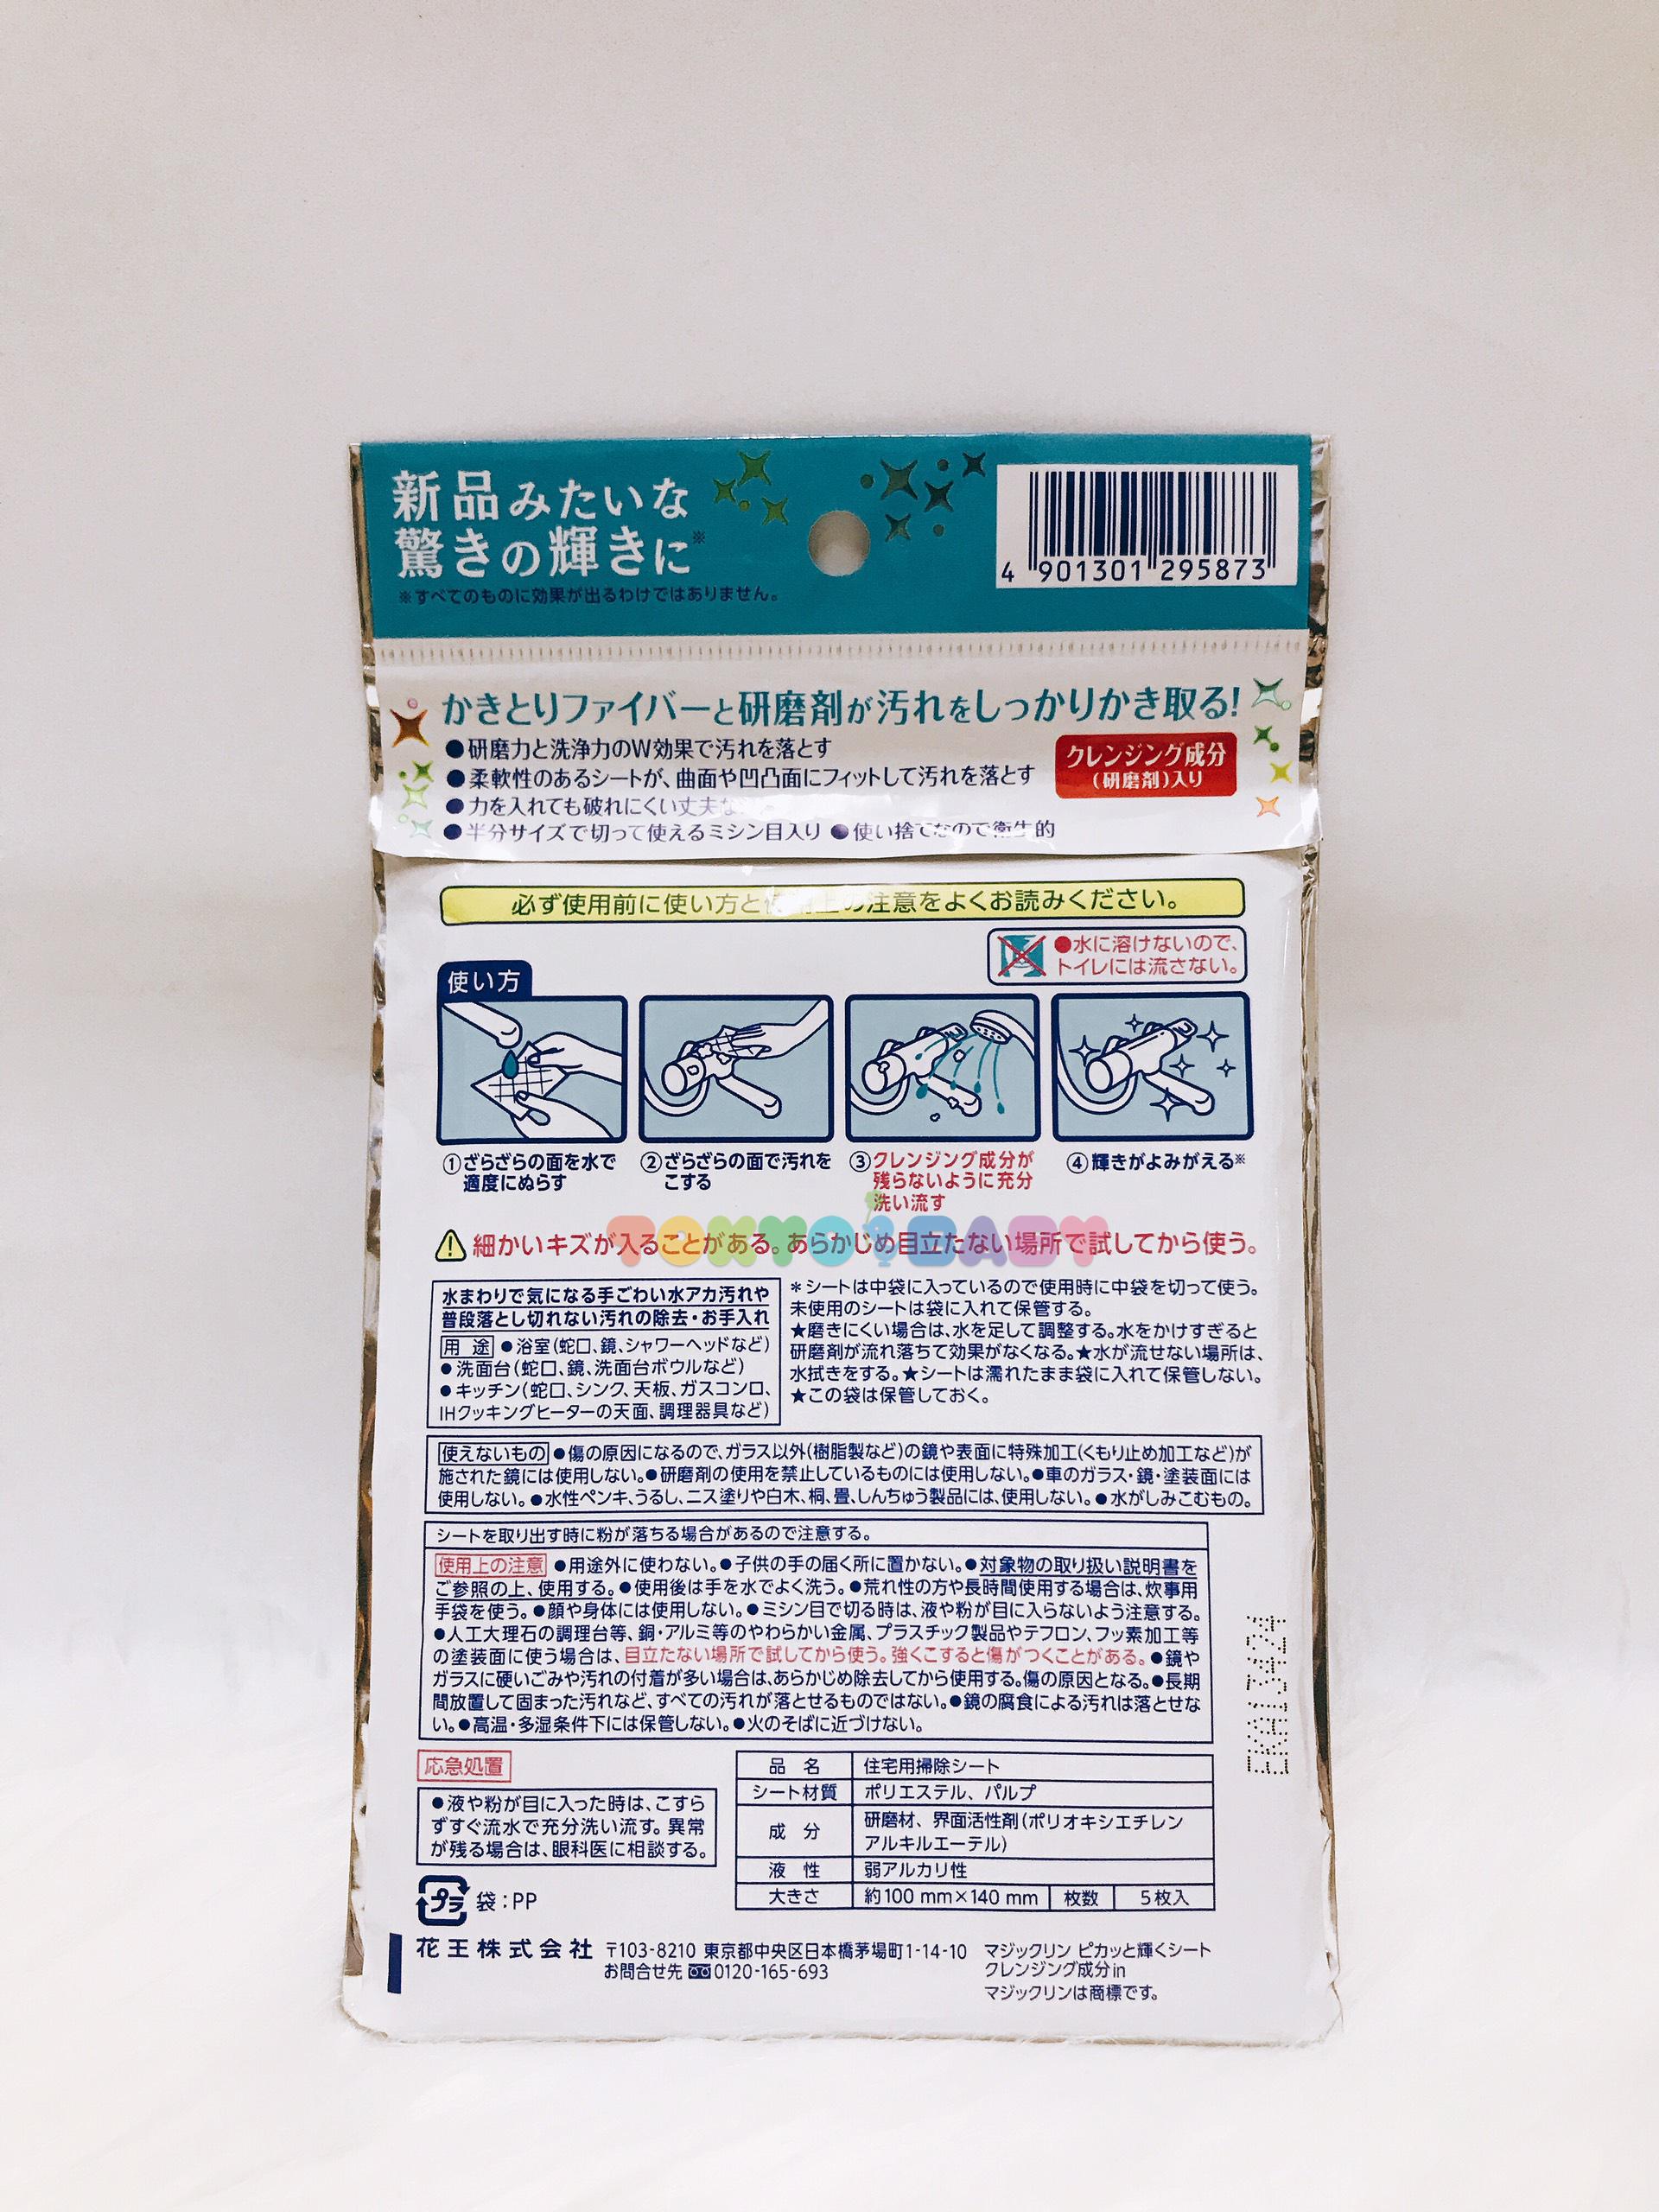 新品みたいな
驚きの輝きに※
※すべてのものに効果が出るわけではありません。
4 901301 295873
かきとりファイバーと研磨剤が汚れをしっかりかき取る!
●研磨力と洗浄力のW効果で汚れを落とす
●柔軟性のあるシートが、曲面や凹凸面にフィットして汚れを落とす
クレンジング成分
(研磨剤)入り
●力を入れても破れにくい丈夫な
●半分サイズで切って使えるミシン目入り ●使い捨てなので衛生的
必ず使用前に使い方と使用上の注意をよくお読みください。
●水に溶けないので、
トイレには流さない。
使い方
①ざらざらの面を水で
適度にぬらす
②ざらざらの面で汚れを
こする
③クレンジング成分が
残らないように充分
洗い流す
④輝きがよみがえる※
TOKYO BABY
細かいキズが入ることがある。あらかじめ目立たない場所で試してから使う。
水まわりで気になる手ごわい水アカ汚れや
普段落とし切れない汚れの除去・お手入れ
用 途 ●浴室(蛇口、鏡、シャワーヘッドなど)
●洗面台(蛇口、鏡、洗面台ボウルなど)
●キッチン(蛇口、シンク、天板、ガスコンロ、
IHクッキングヒーターの天面、調理器具など)
＊シートは中袋に入っているので使用時に中袋を切って使う。
未使用のシートは袋に入れて保管する。
★磨きにくい場合は、水を足して調整する。水をかけすぎると
研磨剤が流れ落ちて効果がなくなる。★水が流せない場所は、
水拭きをする。★シートは濡れたまま袋に入れて保管しない。
★この袋は保管しておく。
使えないもの ●傷の原因になるので、ガラス以外(樹脂製など)の鏡や表面に特殊加工(くもり止め加工など)が
施された鏡には使用しない。●研磨剤の使用を禁止しているものには使用しない。●車のガラス・鏡・塗装面には
使用しない。●水性ペンキ、うるし、ニス塗りや白木、桐、畳、しんちゅう製品には、使用しない。●水がしみこむもの。
シートを取り出す時に粉が落ちる場合があるので注意する。
使用上の注意 ●用途外に使わない。●子供の手の届く所に置かない。●対象物の取り扱い説明書を
ご参照の上、使用する。●使用後は手を水でよく洗う。●荒れ性の方や長時間使用する場合は、炊事用
手袋を使う。●顔や身体には使用しない。●ミシン目で切る時は、液や粉が目に入らないよう注意する。
●人工大理石の調理台等、銅・アルミ等のやわらかい金属、プラスチック製品やテフロン、フッ素加工等
の塗装面に使う場合は、目立たない場所で試してから使う。強くこすると傷がつくことがある。●鏡や
ガラスに硬いごみや汚れの付着が多い場合は、あらかじめ除去してから使用する。傷の原因となる。●長期
間放置して固まった汚れなど、すべての汚れが落とせるものではない。●鏡の腐食による汚れは落とせな
い。●高温・多湿条件下には保管しない。●火のそばに近づけない。
応急処置
●液や粉が目に入った時は、こすら
ずすぐ流水で充分洗い流す。異常
が残る場合は、眼科医に相談する。
プラ 袋：PP
品 名 住宅用掃除シート
シート材質 ポリエステル、パルプ
成 分 研磨材、界面活性剤(ポリオキシエチレン
アルキルエーテル)
液 性 弱アルカリ性
大きさ 約100 mm×140 mm 枚数 5枚入
花王株式会社 〒103-8210 東京都中央区日本橋茅場町1-14-10
お問合せ先 0120-165-693
マジックリン ピカッと輝くシート
クレンジング成分in
マジックリンは商標です。